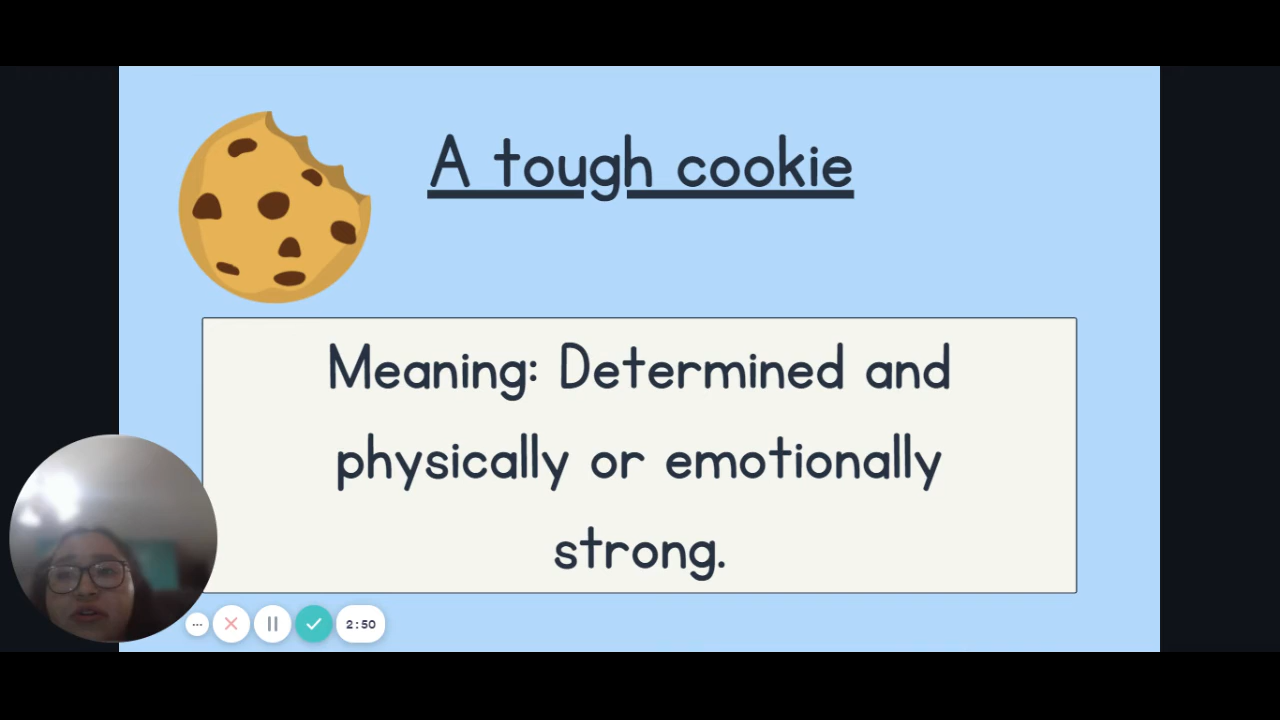 A tough cookie
Meaning: Determined and
physically or emotionally
strong.
2:50